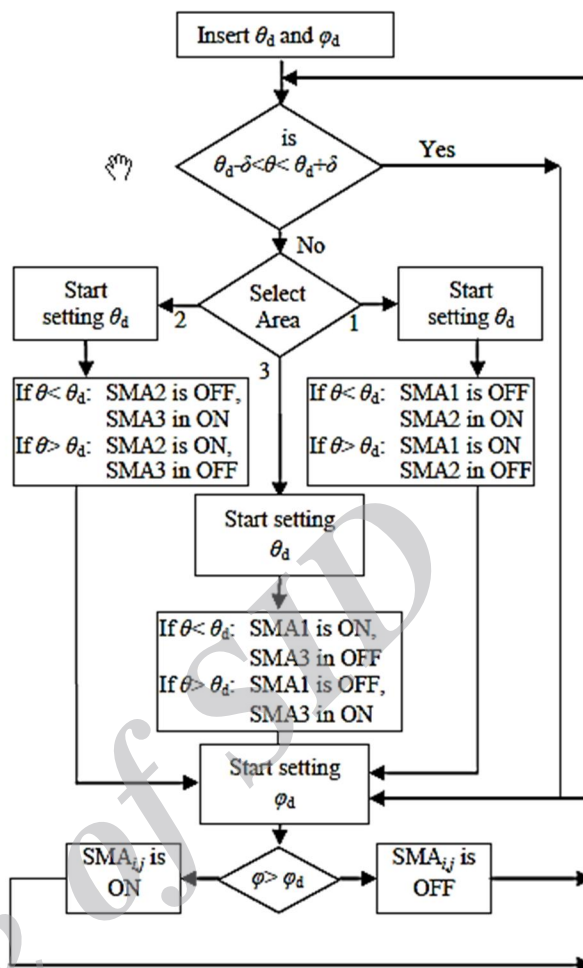 Insert θd and φd
is
θd-δ<θ< θd+δ
Yes
No
Select
Area
2
1
3
Start
setting θd
Start
setting θd
If θ< θd: SMA2 is OFF,
SMA3 in ON
If θ> θd: SMA2 is ON,
SMA3 in OFF
If θ< θd: SMA1 is OFF
SMA2 in ON
If θ> θd: SMA1 is ON
SMA2 in OFF
Start setting
θd
If θ< θd: SMA1 is ON,
SMA3 in OFF
If θ> θd: SMA1 is OFF,
SMA3 in ON
Start setting
φd
SMAi,j is
ON
φ> φd
SMAi,j is
OFF
of SID